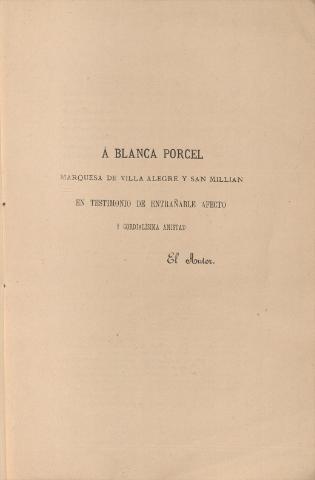 Á BLANCA PORCEL
MARQUESA DE VILLA ALEGRE Y SAN MILLIAN
EN TESTIMONIO DE ENTRAÑABLE AFECTO
Y CORDIALÍSIMA AMISTAD
El Autor.